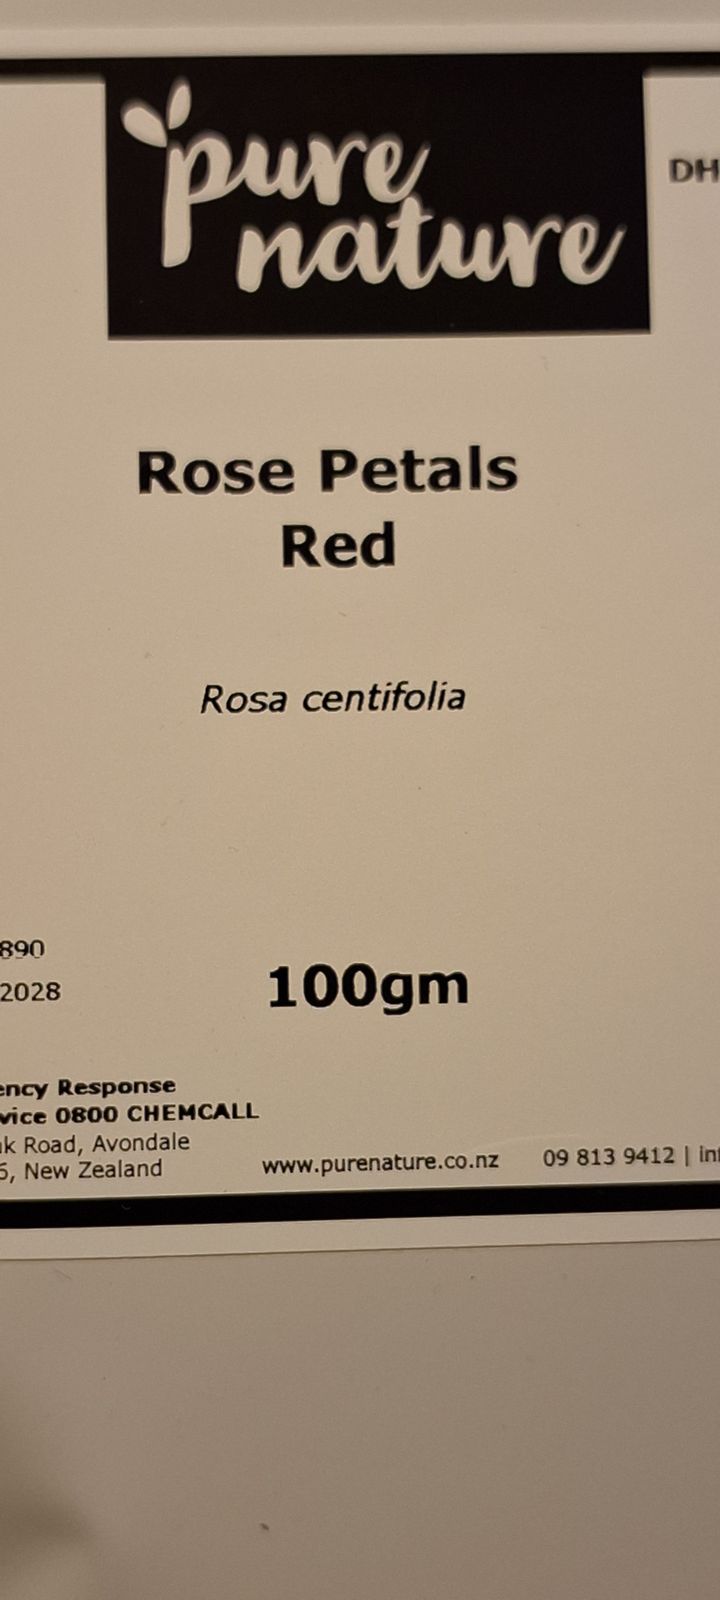 pure
nature
DH
Rose Petals
Red
Rosa centifolia
890
2028
100gm
ency Response
vice 0800 CHEMCALL
k Road, Avondale
, New Zealand
www.purenature.co.nz
09 813 9412 | in